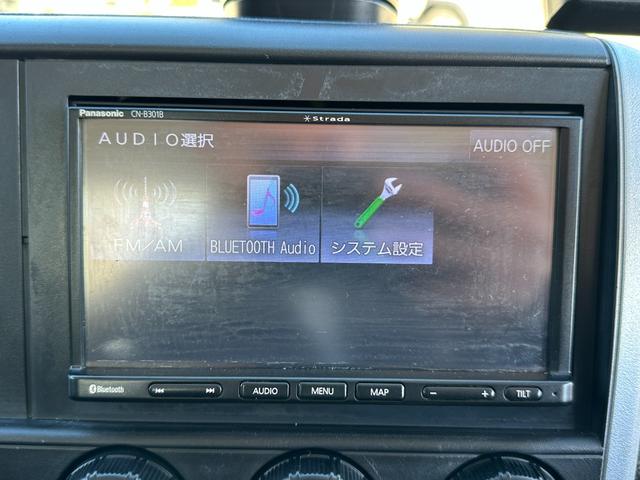 Panasonic CN-B301B
Strada
AUDIO選択
AUDIO OFF
FM/AM
BLUETOOTH Audio
システム設定
Bluetooth
AUDIO
MENU
MAP
− +
TILT